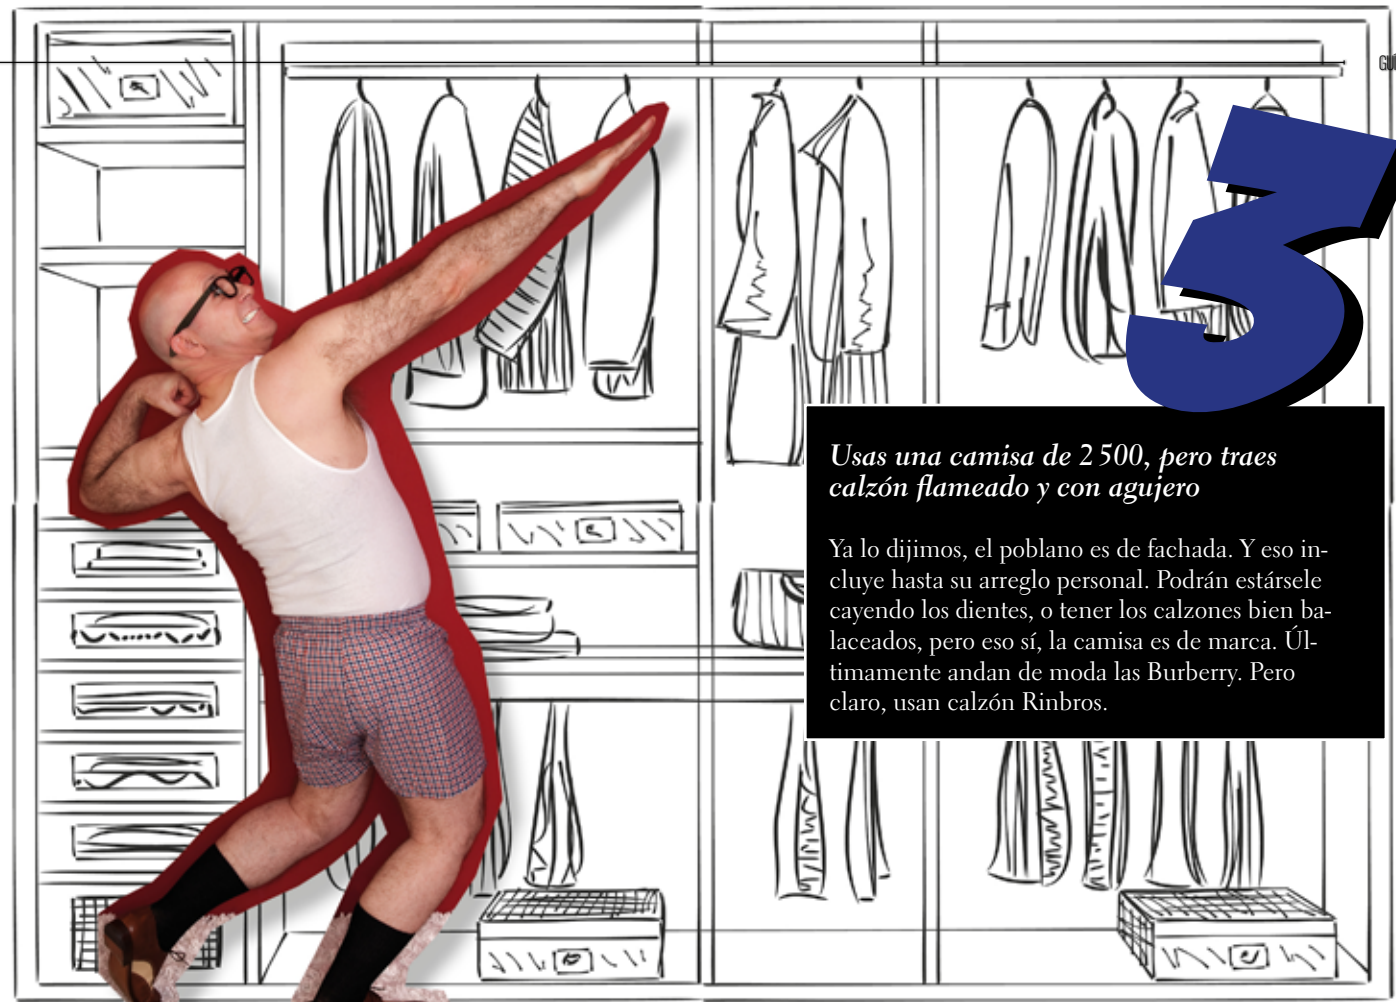 3
Usas una camisa de 2 500, pero traes
calzón flameado y con agujero
Ya lo dijimos, el poblano es de fachada. Y eso in-
cluye hasta su arreglo personal. Podrán estársele
cayendo los dientes, o tener los calzones bien ba-
laceados, pero eso sí, la camisa es de marca. Úl-
timamente andan de moda las Burberry. Pero
claro, usan calzón Rinbros.